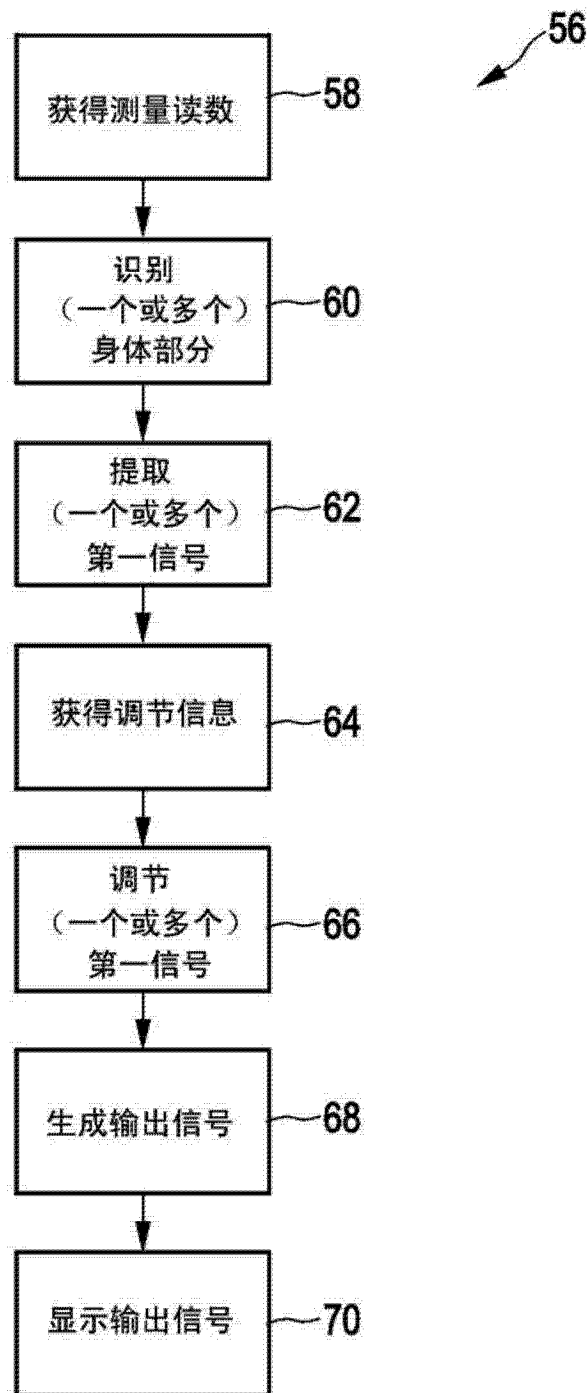 56
获得测量读数
58
识别
（一个或多个）
身体部分
60
提取
（一个或多个）
第一信号
62
获得调节信息
64
调节
（一个或多个）
第一信号
66
生成输出信号
68
显示输出信号
70